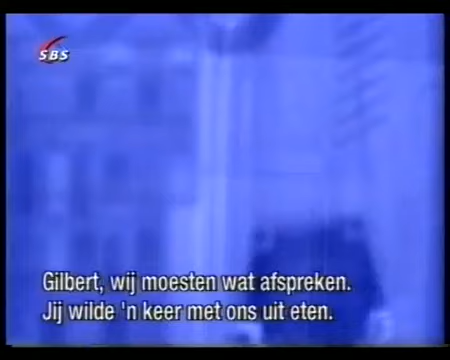 SBS
Gilbert, wij moesten wat afspreken.
Jij wilde 'n keer met ons uit eten.